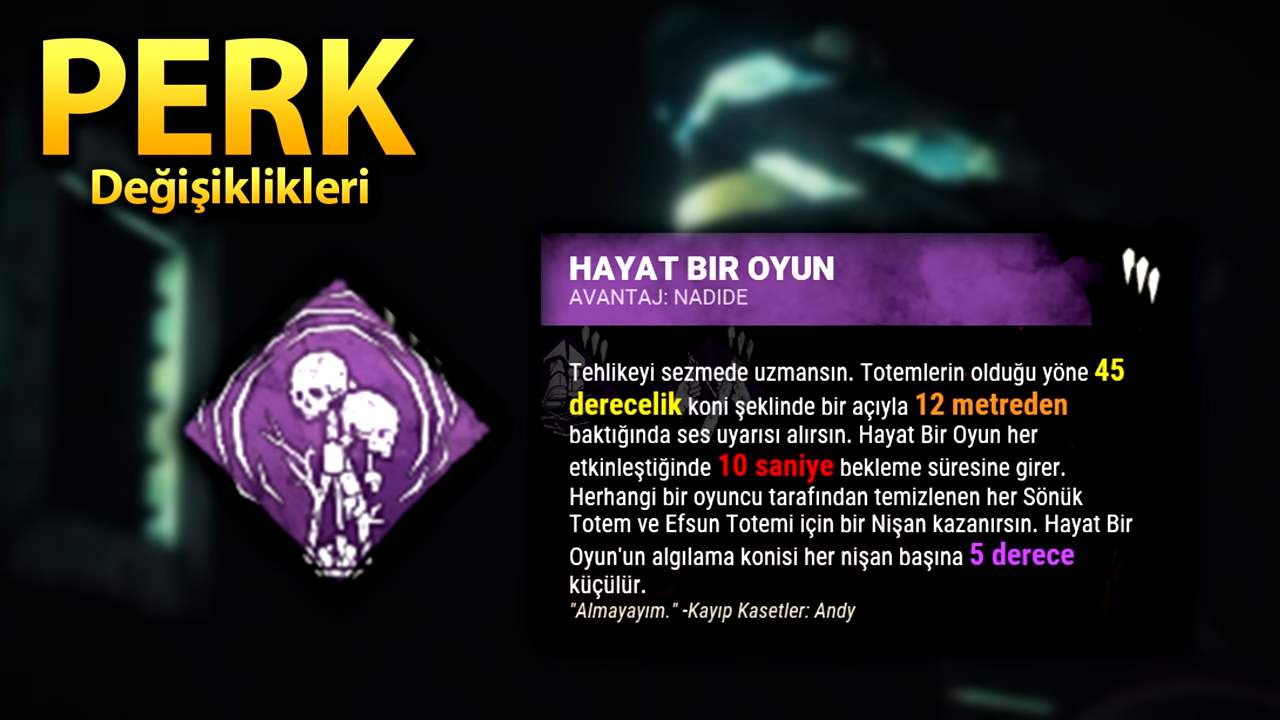 PERK
Değişiklikleri
HAYAT BIR OYUN
AVANTAJ: NADIDE
Tehlikeyi sezmede uzmansın. Totemlerin olduğu yöne 45
derecelik koni şeklinde bir açıyla 12 metreden
baktığında ses uyarısı alırsın. Hayat Bir Oyun her
etkinleştiğinde 10 saniye bekleme süresine girer.
Herhangi bir oyuncu tarafından temizlenen her Sönük
Totem ve Efsun Totemi için bir Nişan kazanırsın. Hayat Bir
Oyun'un algılama konisi her nişan başına 5 derece
küçülür.
"Almayayım." -Kayıp Kasetler: Andy